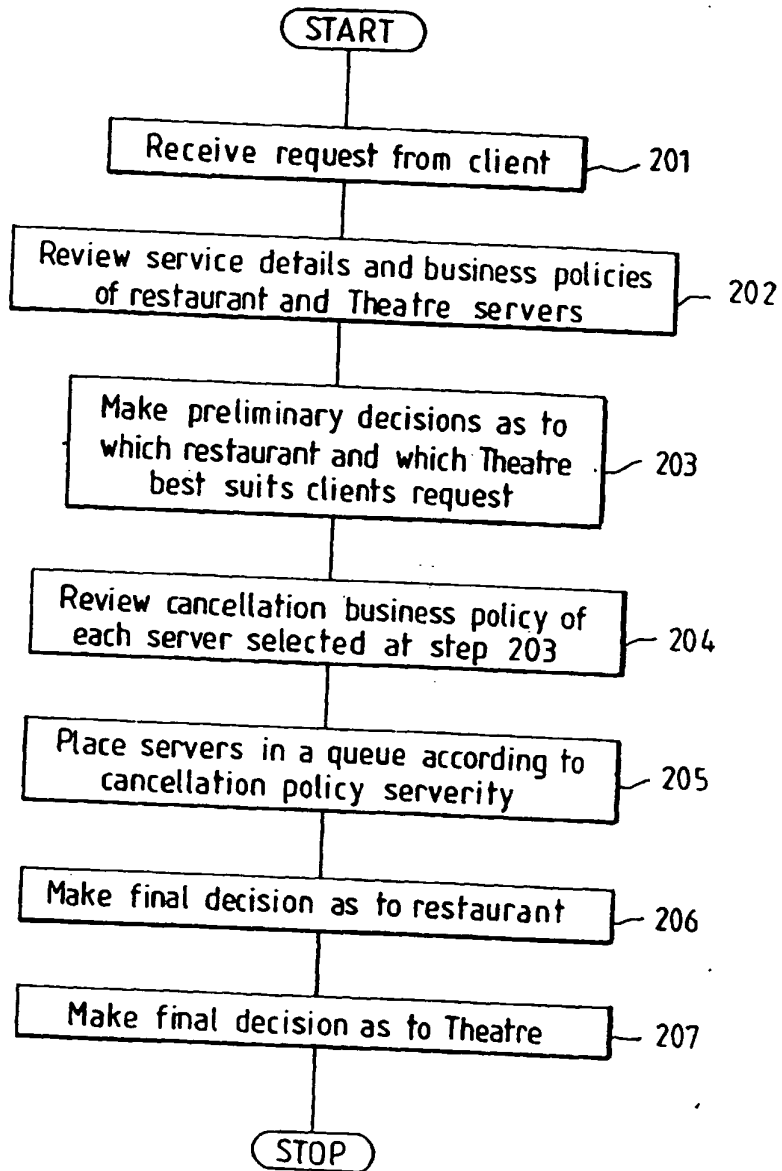 START
Receive request from client
201
Review service details and business policies
of restaurant and Theatre servers
202
Make preliminary decisions as to
which restaurant and which Theatre
best suits clients request
203
Review cancellation business policy of
each server selected at step 203
204
Place servers in a queue according to
cancellation policy serverity
205
Make final decision as to restaurant
206
Make final decision as to Theatre
207
STOP